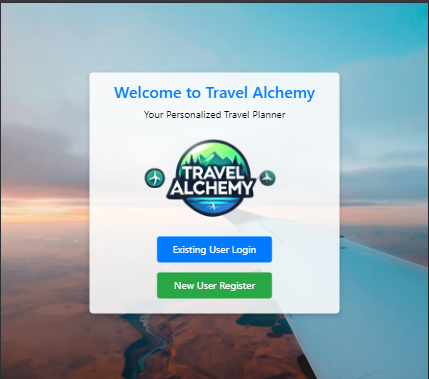 Welcome to Travel Alchemy
Your Personalized Travel Planner
TRAVEL
ALCHEMY
Existing User Login
New User Register